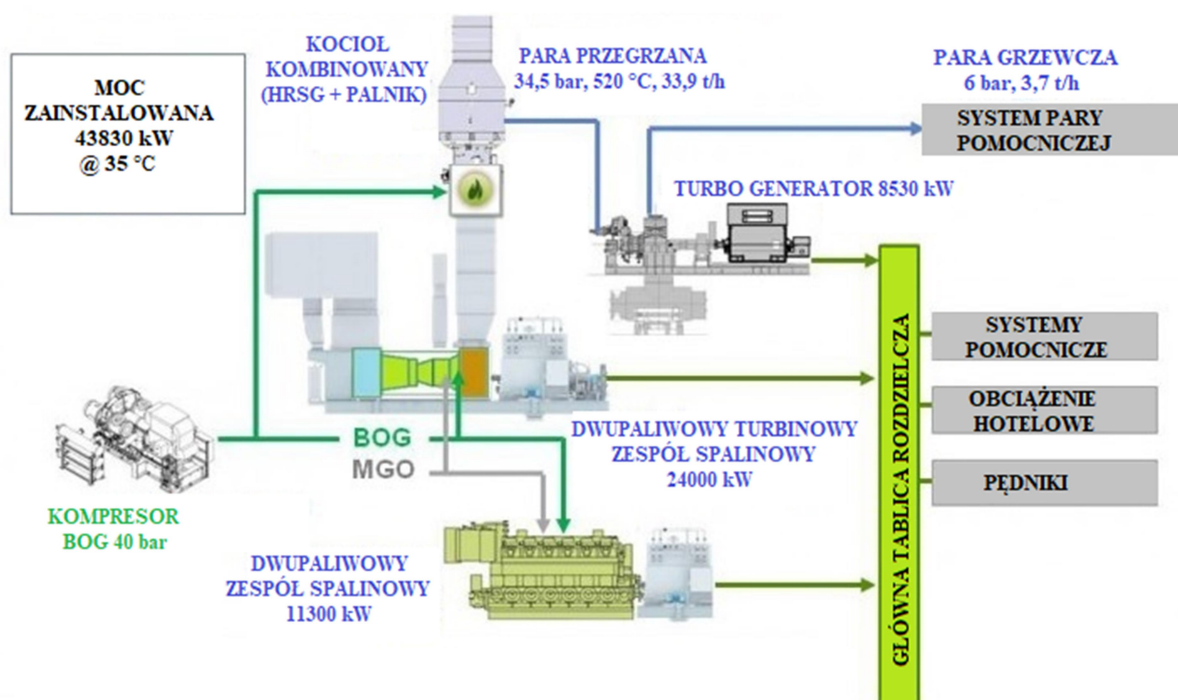 MOC
ZAINSTALOWANA
43830 kW
@ 35 °C
KOCIOŁ
KOMBINOWANY
(HRSG + PALNIK)
PARA PRZEGRZANA
34,5 bar, 520 °C, 33,9 t/h
PARA GRZEWCZA
6 bar, 3,7 t/h
SYSTEM PARY
POMOCNICZEJ
TURBO GENERATOR 8530 kW
GŁÓWNA TABLICA ROZDZIELCZA
SYSTEMY
POMOCNICZE
OBCIĄŻENIE
HOTELOWE
PĘDNIKI
DWUPALIWOWY TURBINOWY
ZESPÓŁ SPALINOWY
24000 kW
BOG
MGO
KOMPRESOR
BOG 40 bar
DWUPALIWOWY
ZESPÓŁ SPALINOWY
11300 kW